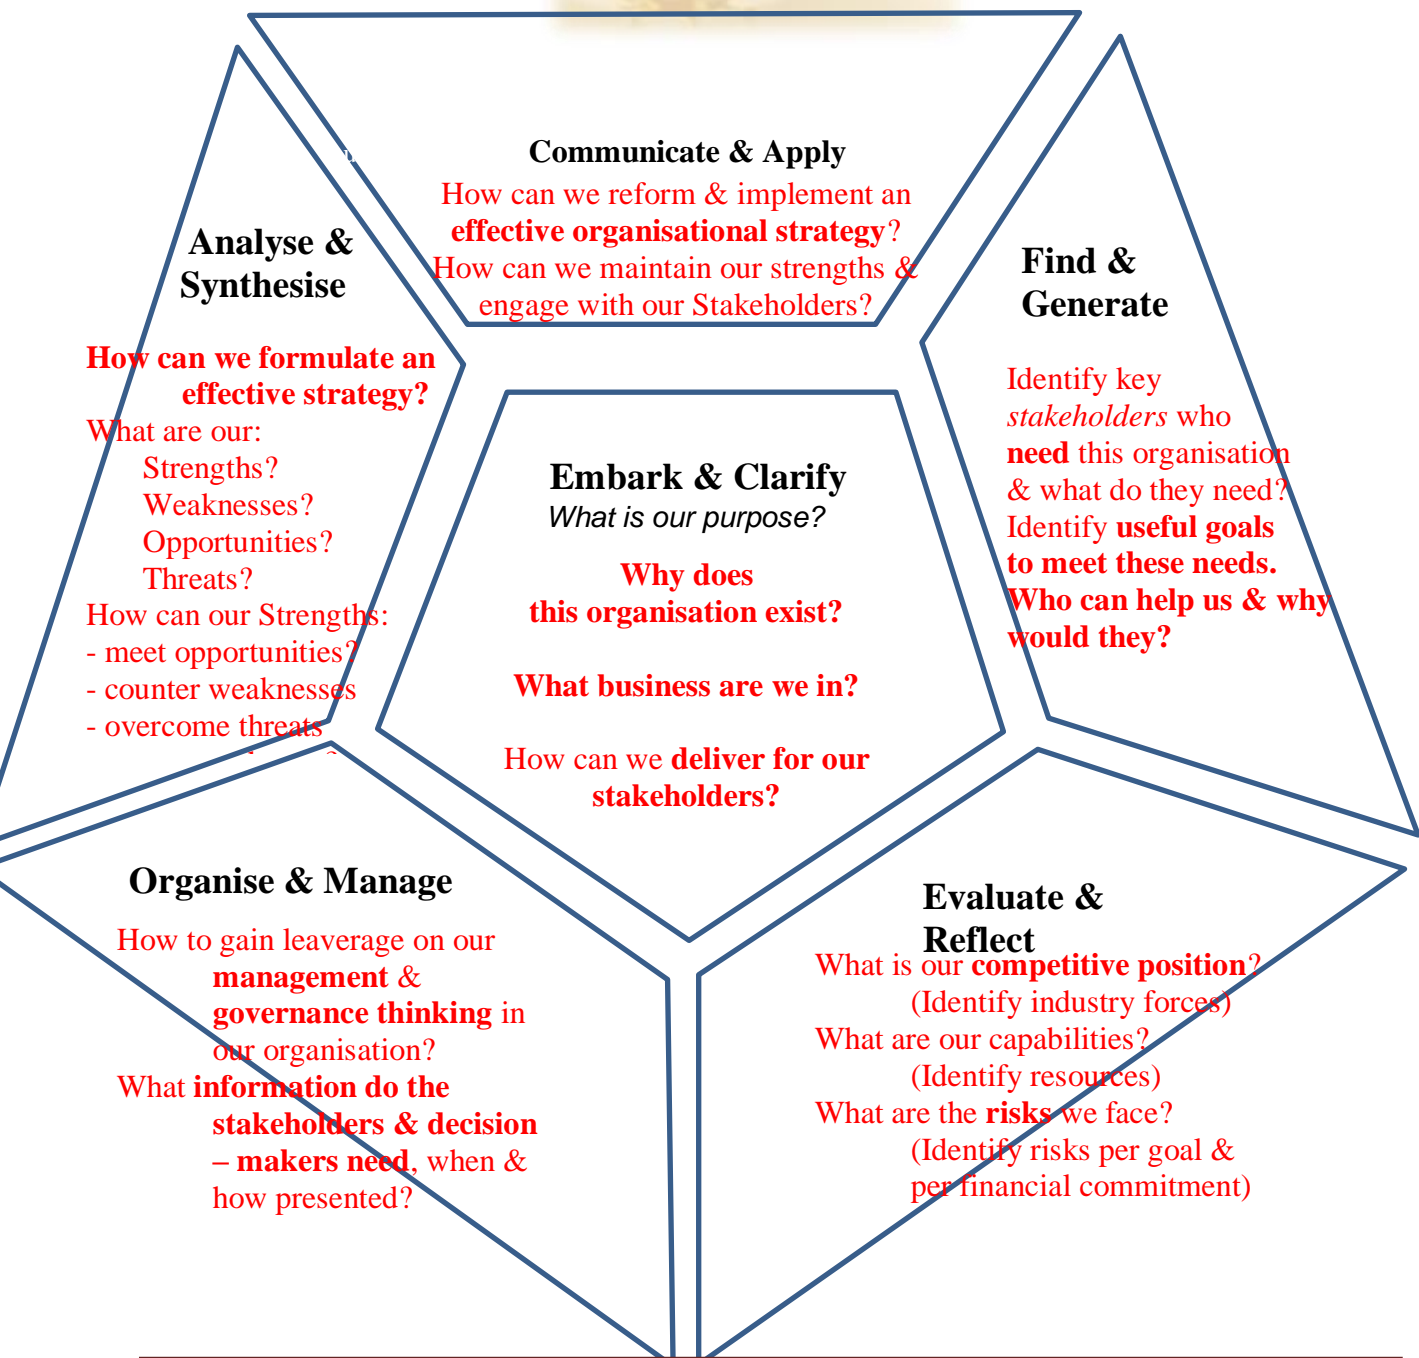 Communicate & Apply
How can we reform & implement an
effective organisational strategy?
How can we maintain our strengths &
engage with our Stakeholders?
Analyse &
Synthesise
How can we formulate an
effective strategy?
What are our:
Strengths?
Weaknesses?
Opportunities?
Threats?
How can our Strengths:
- meet opportunities?
- counter weaknesses
- overcome threats
Find &
Generate
Identify key
stakeholders who
need this organisation
& what do they need?
Identify useful goals
to meet these needs.
Who can help us & why
would they?
Embark & Clarify
What is our purpose?
Why does
this organisation exist?
What business are we in?
How can we deliver for our
stakeholders?
Organise & Manage
How to gain leaverage on our
management &
governance thinking in
our organisation?
What information do the
stakeholders & decision
– makers need, when &
how presented?
Evaluate &
Reflect
What is our competitive position?
(Identify industry forces)
What are our capabilities?
(Identify resources)
What are the risks we face?
(Identify risks per goal &
per financial commitment)